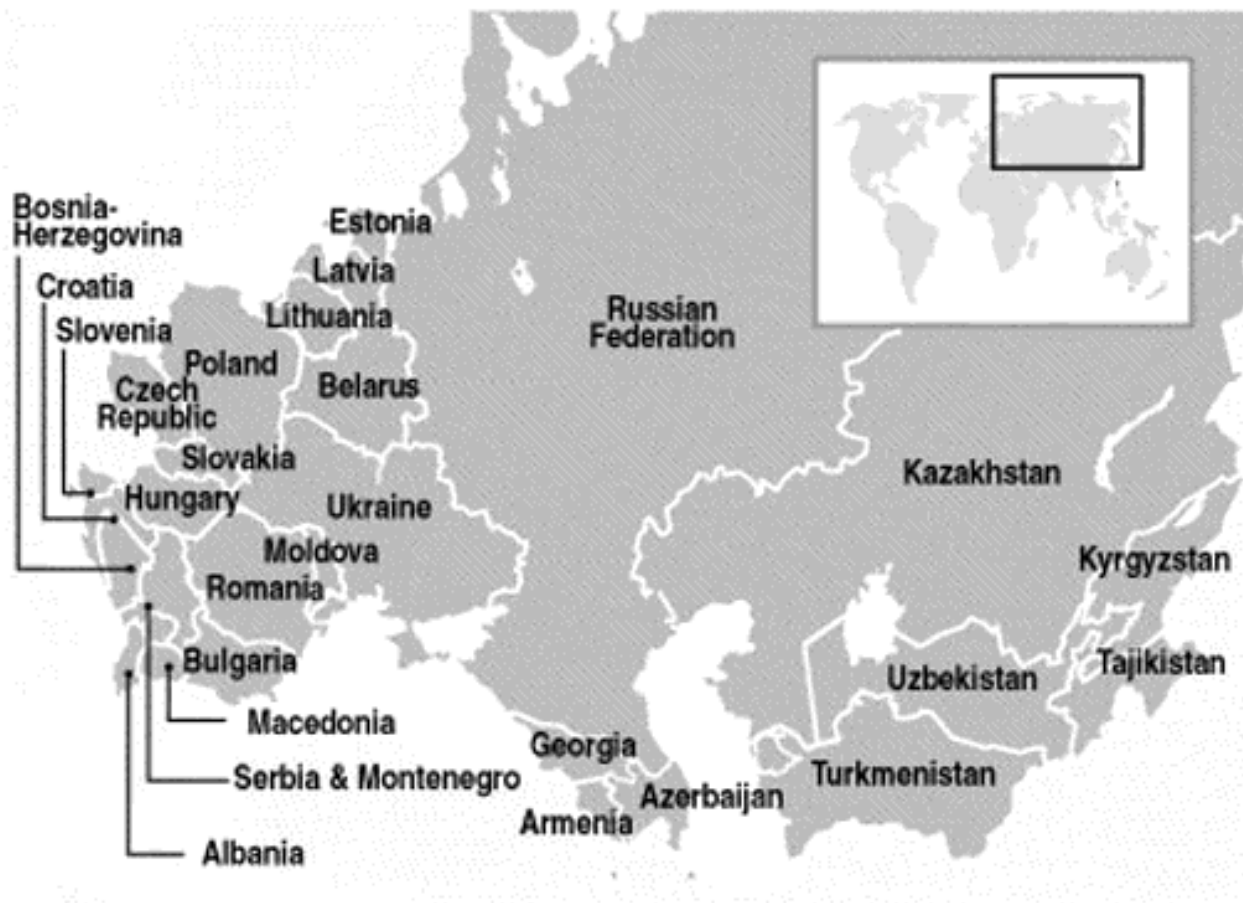 Bosnia-
Herzegovina
Croatia
Slovenia
Estonia
Latvia
Lithuania
Poland
Czech
Republic
Belarus
Russian
Federation
Slovakia
Hungary
Ukraine
Kazakhstan
Moldova
Romania
Kyrgyzstan
Bulgaria
Uzbekistan
Tajikistan
Macedonia
Georgia
Serbia & Montenegro
Turkmenistan
Azerbaijan
Armenia
Albania